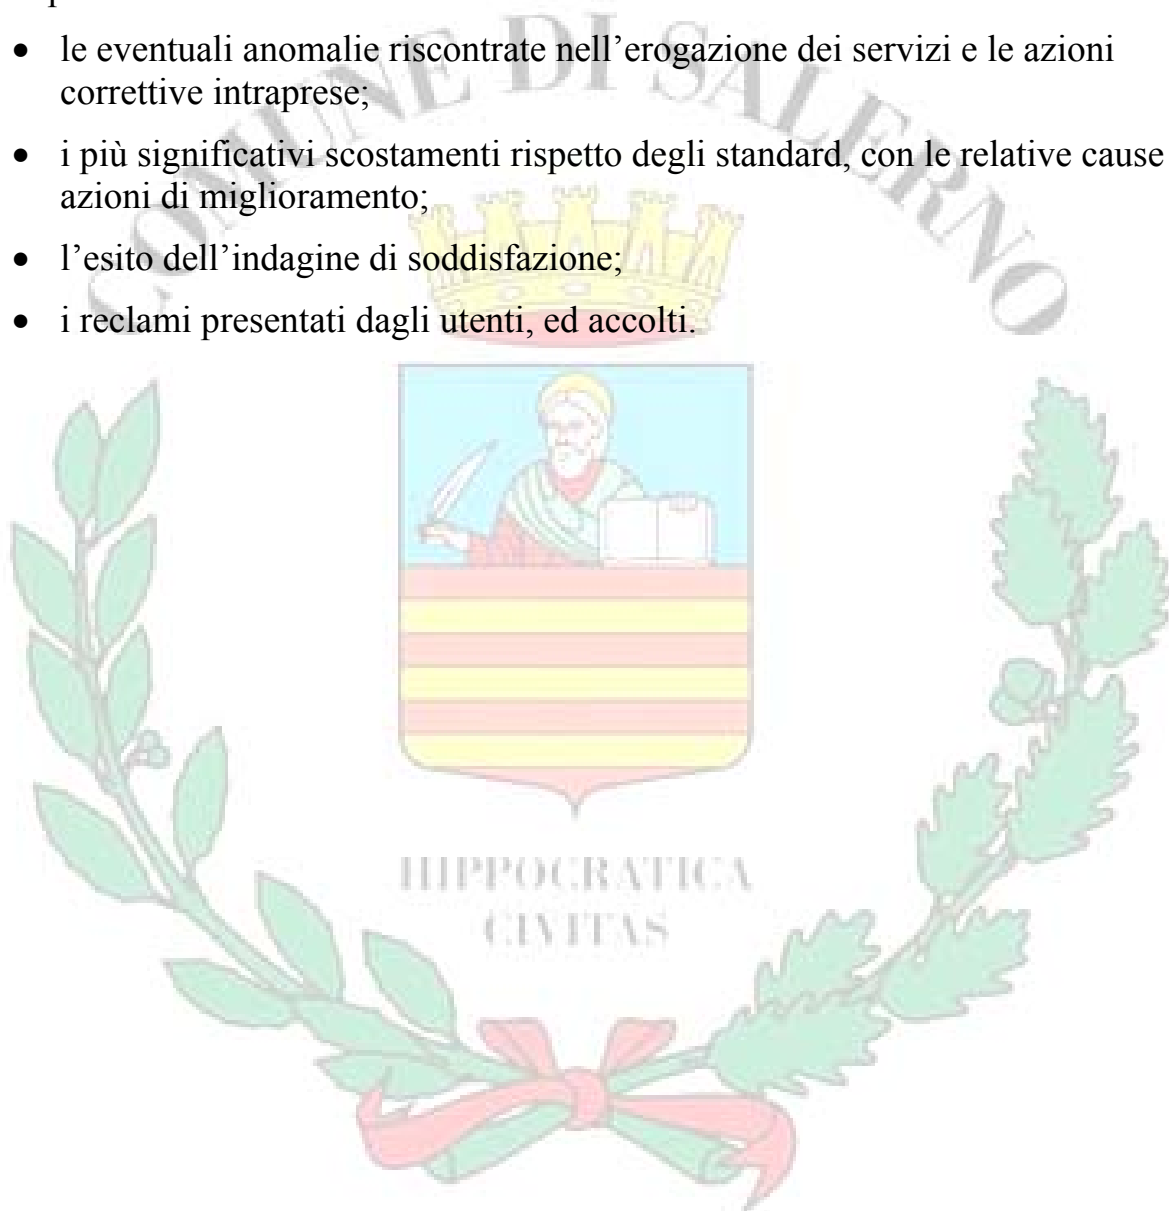 • le eventuali anomalie riscontrate nell’erogazione dei servizi e le azioni
correttive intraprese;
• i più significativi scostamenti rispetto degli standard, con le relative cause
azioni di miglioramento;
• l’esito dell’indagine di soddisfazione;
• i reclami presentati dagli utenti, ed accolti.
COMUNE DI SALERNO
HIPPOCRATICA
CIVITAS